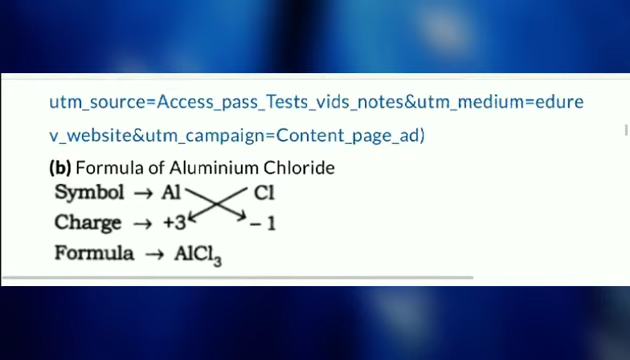 utm_source=Access_pass_Tests_vids_notes&utm_medium=edure
v_website&utm_campaign=Content_page_ad)
(b) Formula of Aluminium Chloride
Symbol → Al Cl
Charge → +3 - 1
Formula → AlCl₃